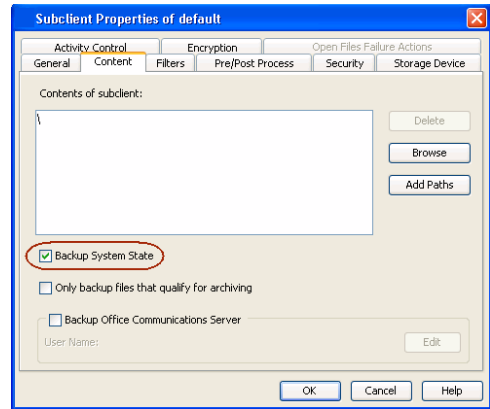 Subclient Properties of default
Activity Control Encryption Open Files Failure Actions
General Content Filters Pre/Post Process Security Storage Device
Contents of subclient:
\
Delete
Browse
Add Paths
Backup System State
Only backup files that qualify for archiving
Backup Office Communications Server
User Name: Edit
OK Cancel Help